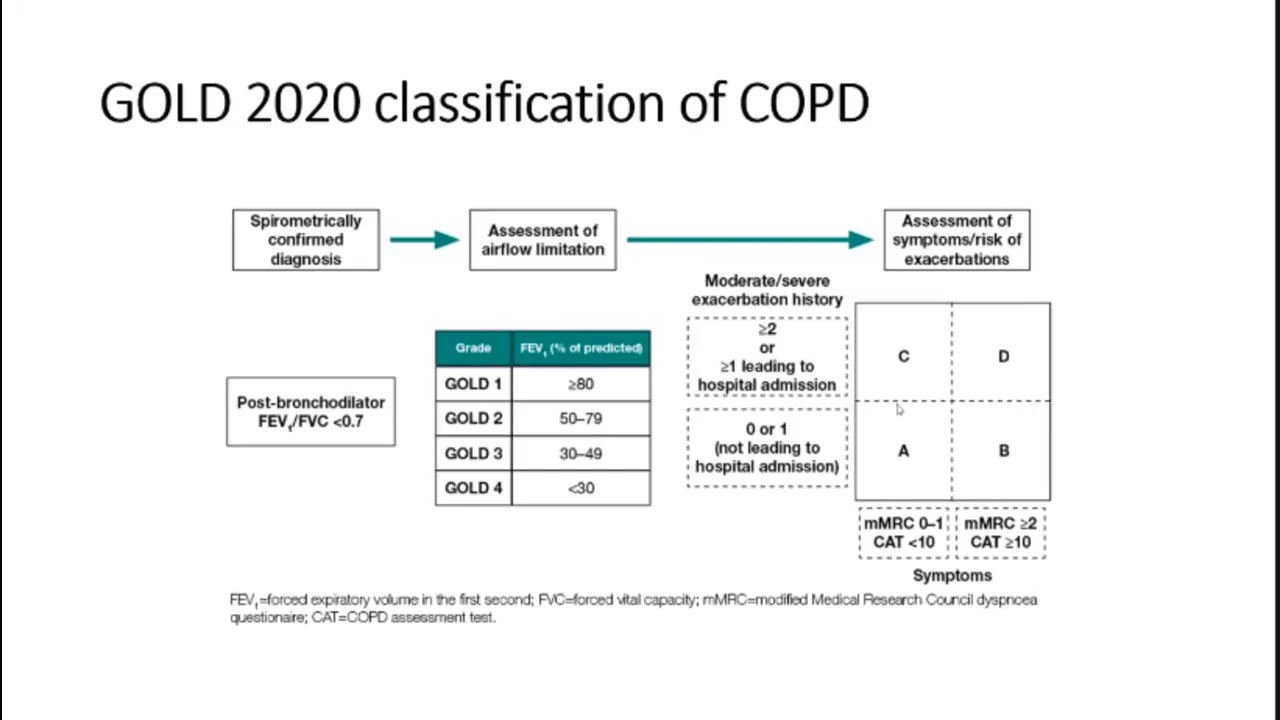 GOLD 2020 classification of COPD
Spirometrically
confirmed
diagnosis
Assessment of
airflow limitation
Assessment of
symptoms/risk of
exacerbations
Moderate/severe
exacerbation history
Post-bronchodilator
FEV₁/FVC <0.7
Grade FEV₁ (% of predicted)
GOLD 1 ≥80
GOLD 2 50–79
GOLD 3 30–49
GOLD 4 <30
≥2
or
≥1 leading to
hospital admission
0 or 1
(not leading to
hospital admission)
C D
A B
mMRC 0–1 mMRC ≥2
CAT <10 CAT ≥10
Symptoms
FEV₁=forced expiratory volume in the first second; FVC=forced vital capacity; mMRC=modified Medical Research Council dyspnoea
questionaire; CAT=COPD assessment test.